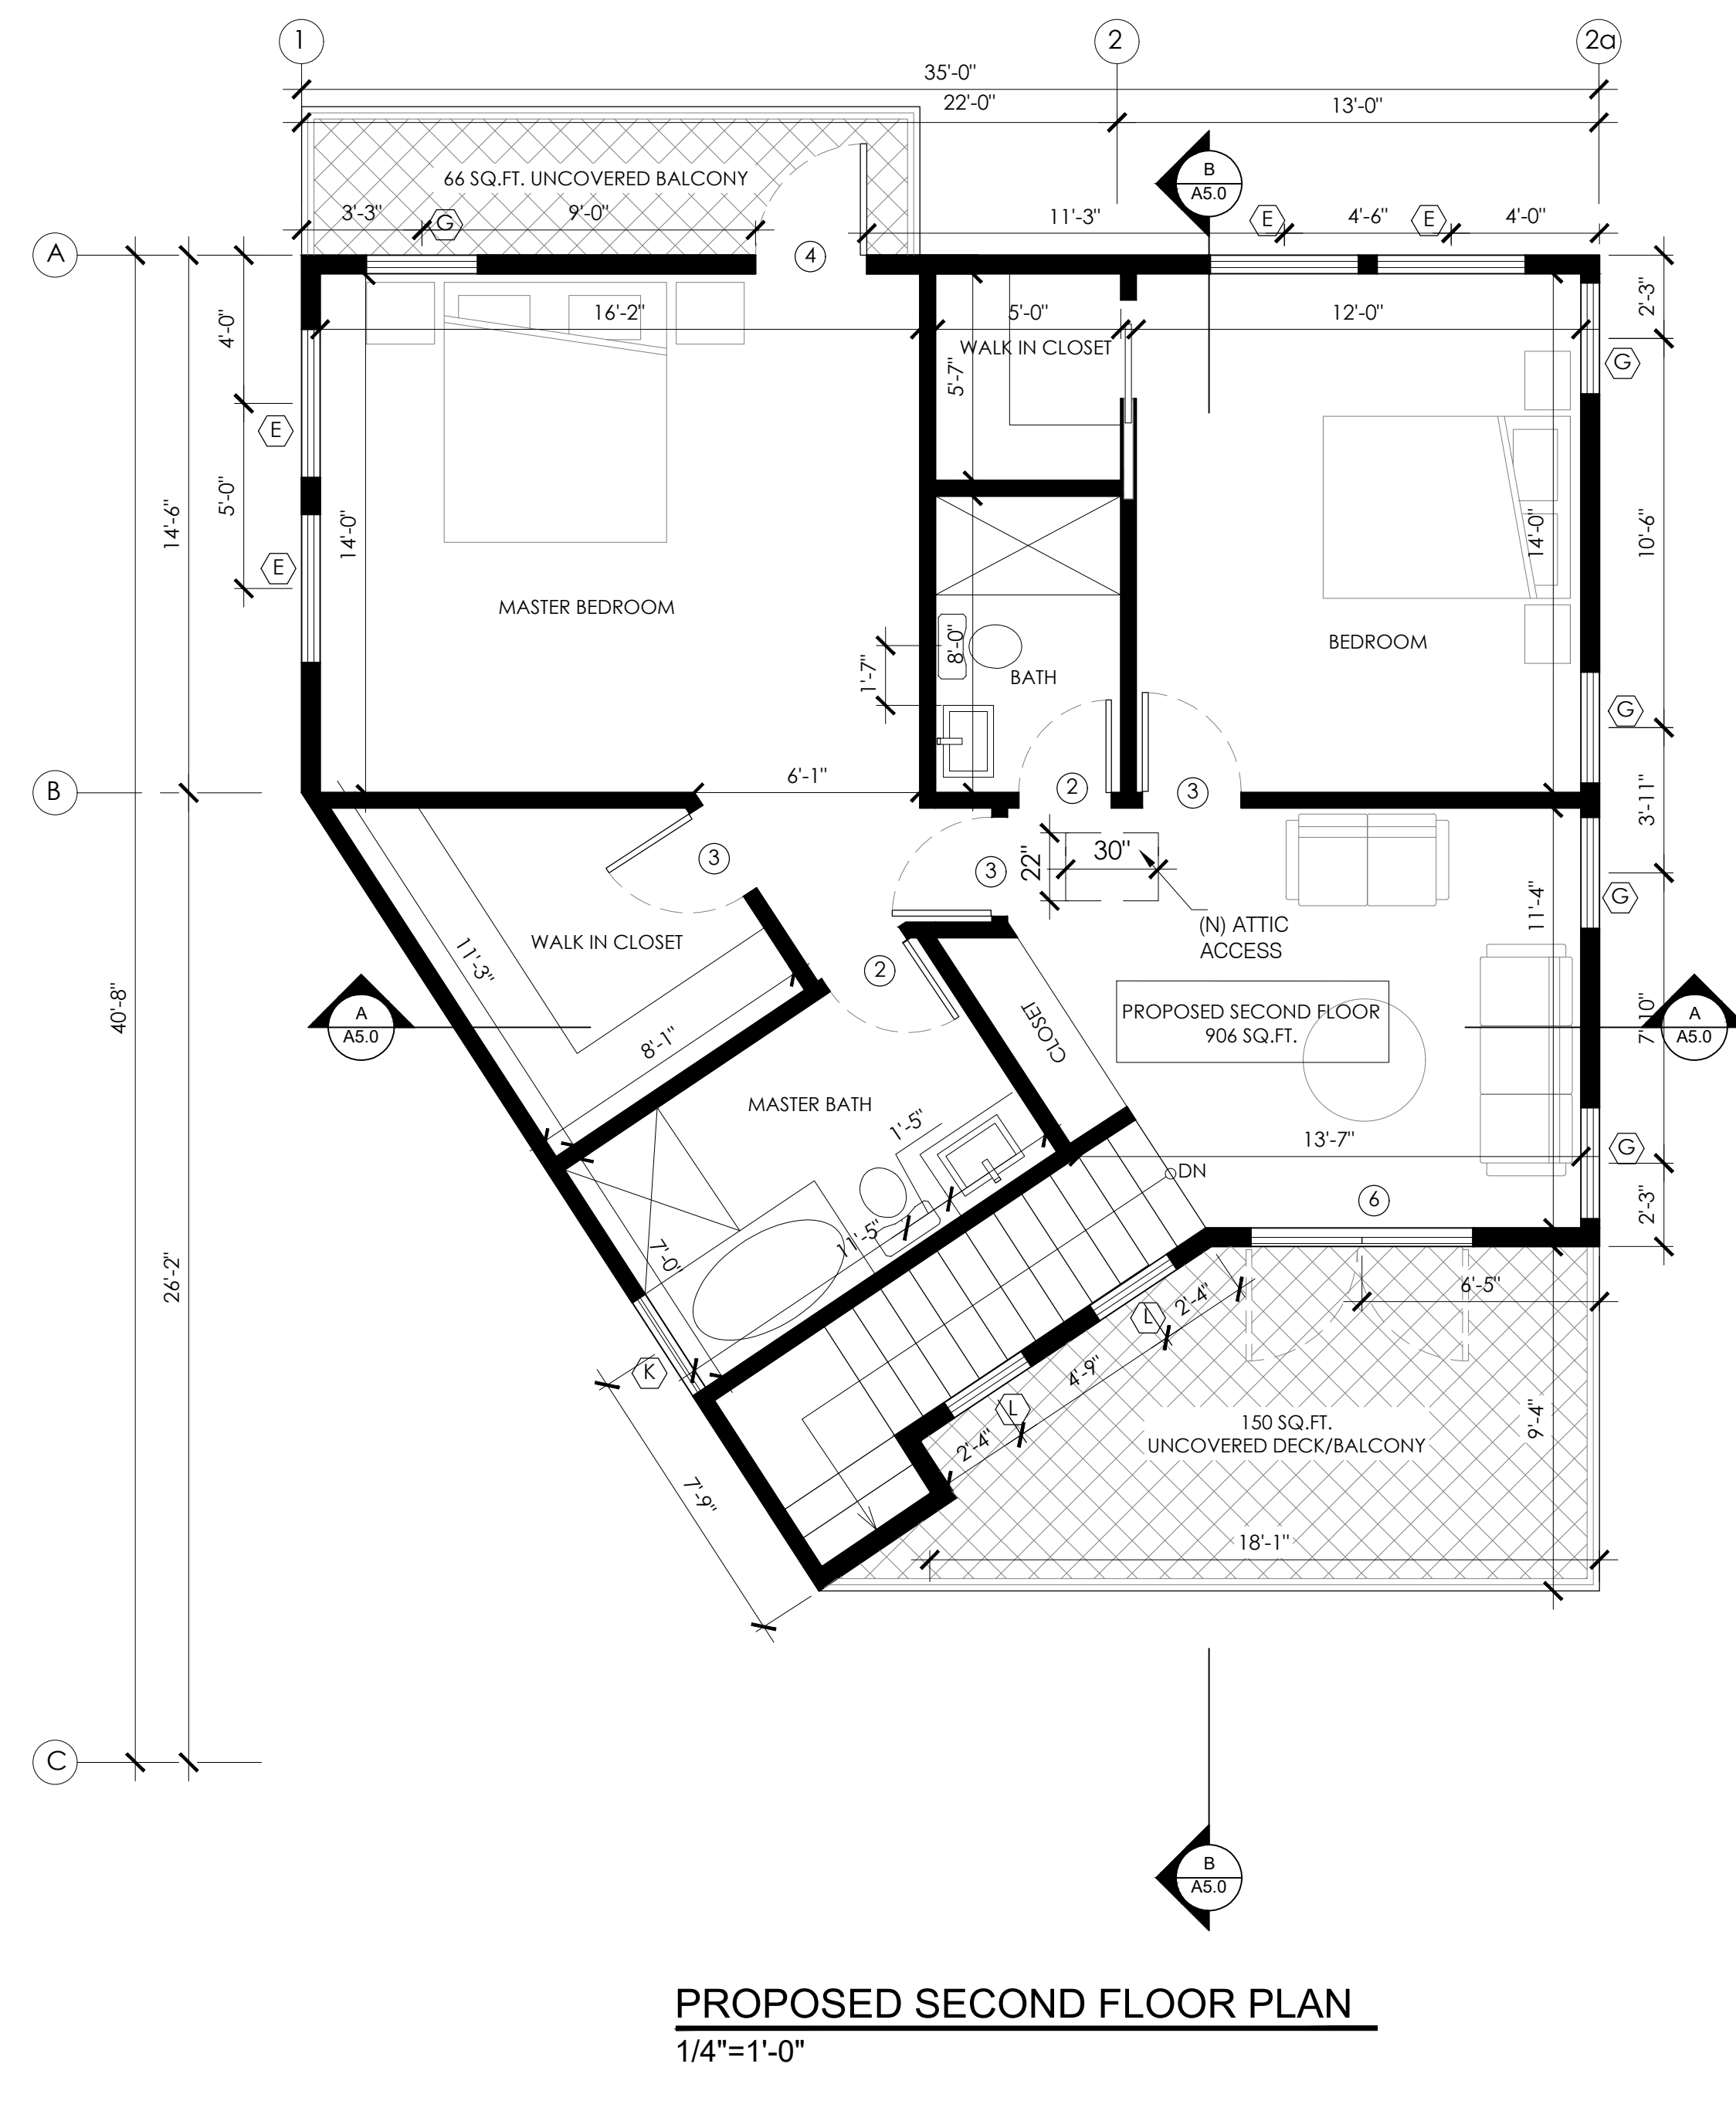 1
2
2a
35'-0"
22'-0"
13'-0"
66 SQ.FT. UNCOVERED BALCONY
B
A5.0
3'-3"
G
9'-0"
11'-3"
E
4'-6"
E
4'-0"
A
4
4'-0"
16'-2"
5'-0"
12'-0"
2'-3"
WALK IN CLOSET
5'-7"
G
E
5'-0"
14'-6"
14'-0"
14'-0"
10'-6"
E
MASTER BEDROOM
8'-0"
BEDROOM
1'-7"
BATH
G
B
6'-1"
2
3
3'-11"
3
3
22"
30"
G
11'-4"
(N) ATTIC
ACCESS
WALK IN CLOSET
11'-3"
2
40'-8"
A
A5.0
8'-1"
CLOSET
PROPOSED SECOND FLOOR
906 SQ.FT.
7'-10"
A
A5.0
MASTER BATH
1'-5"
13'-7"
G
DN
6
2'-3"
11'-5"
7'-0"
26'-2"
6'-5"
2'-4"
L
K
4'-9"
L
2'-4"
9'-4"
150 SQ.FT.
UNCOVERED DECK/BALCONY
7'-9"
18'-1"
C
B
A5.0
PROPOSED SECOND FLOOR PLAN
1/4"=1'-0"